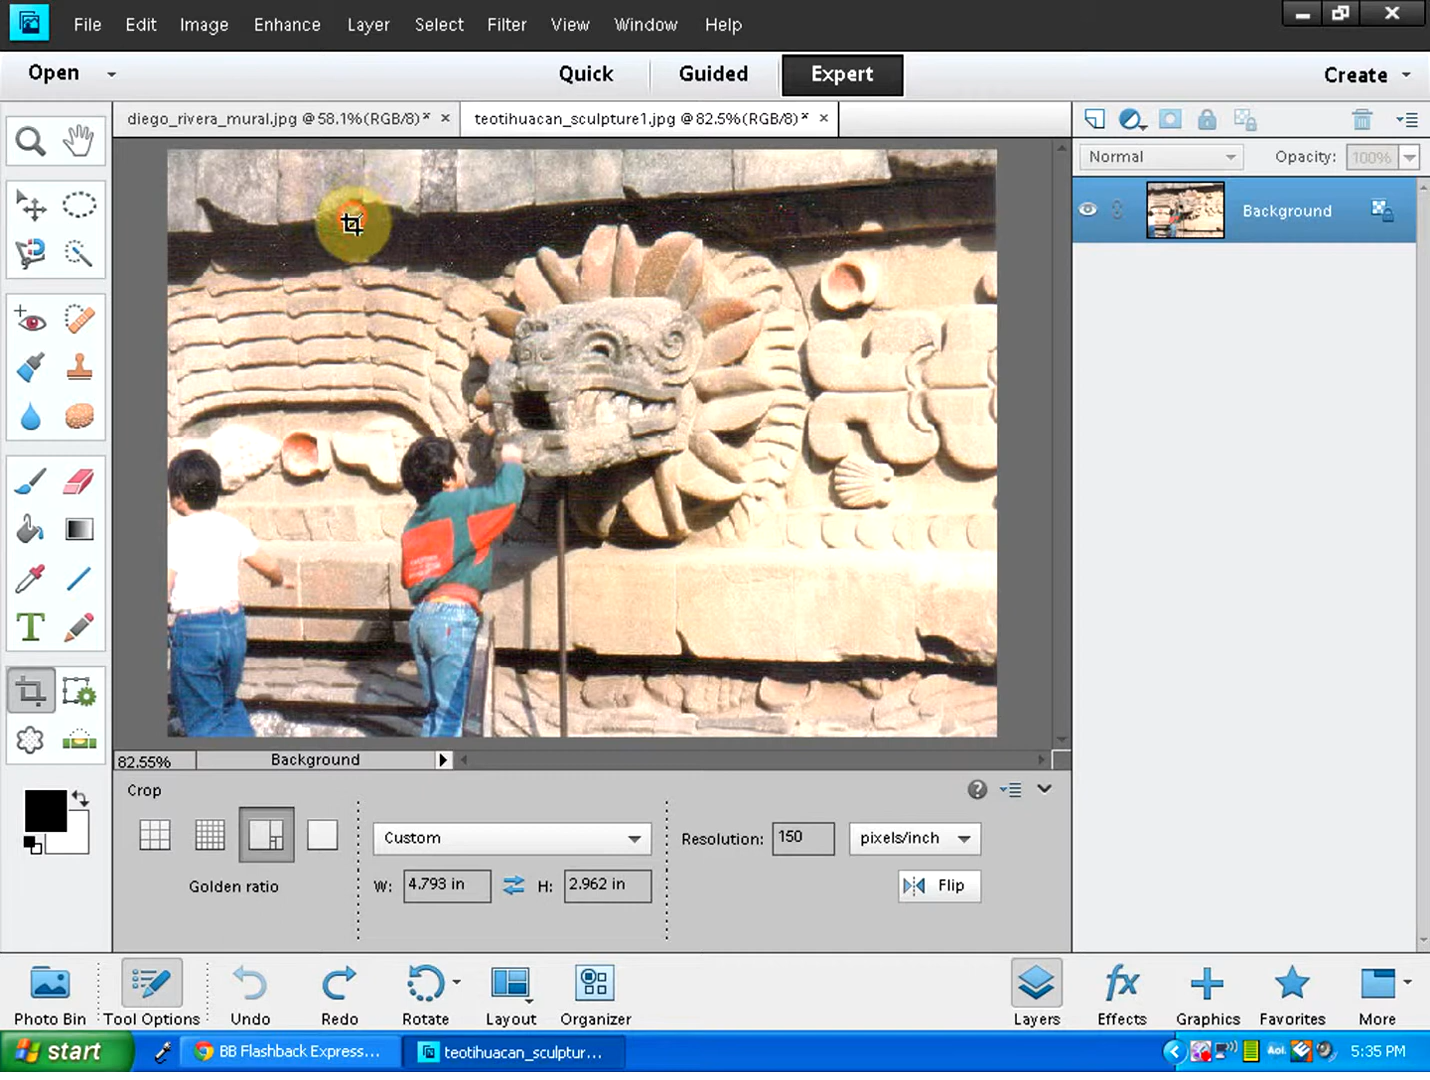 File Edit Image Enhance Layer Select Filter View Window Help
Open Quick Guided Expert Create
diego_rivera_mural.jpg @ 58.1%(RGB/8) * × teotihuacan_sculpture1.jpg @ 82.5%(RGB/8) * ×
Normal Opacity: 100%
Background
82.55% Background
Crop
Custom Resolution: 150 pixels/inch
Golden ratio W: 4.793 in H: 2.962 in Flip
Photo Bin Tool Options Undo Redo Rotate Layout Organizer Layers Effects Graphics Favorites More
start BB Flashback Express... teotihuacan_sculptur... Aol. 5:35 PM